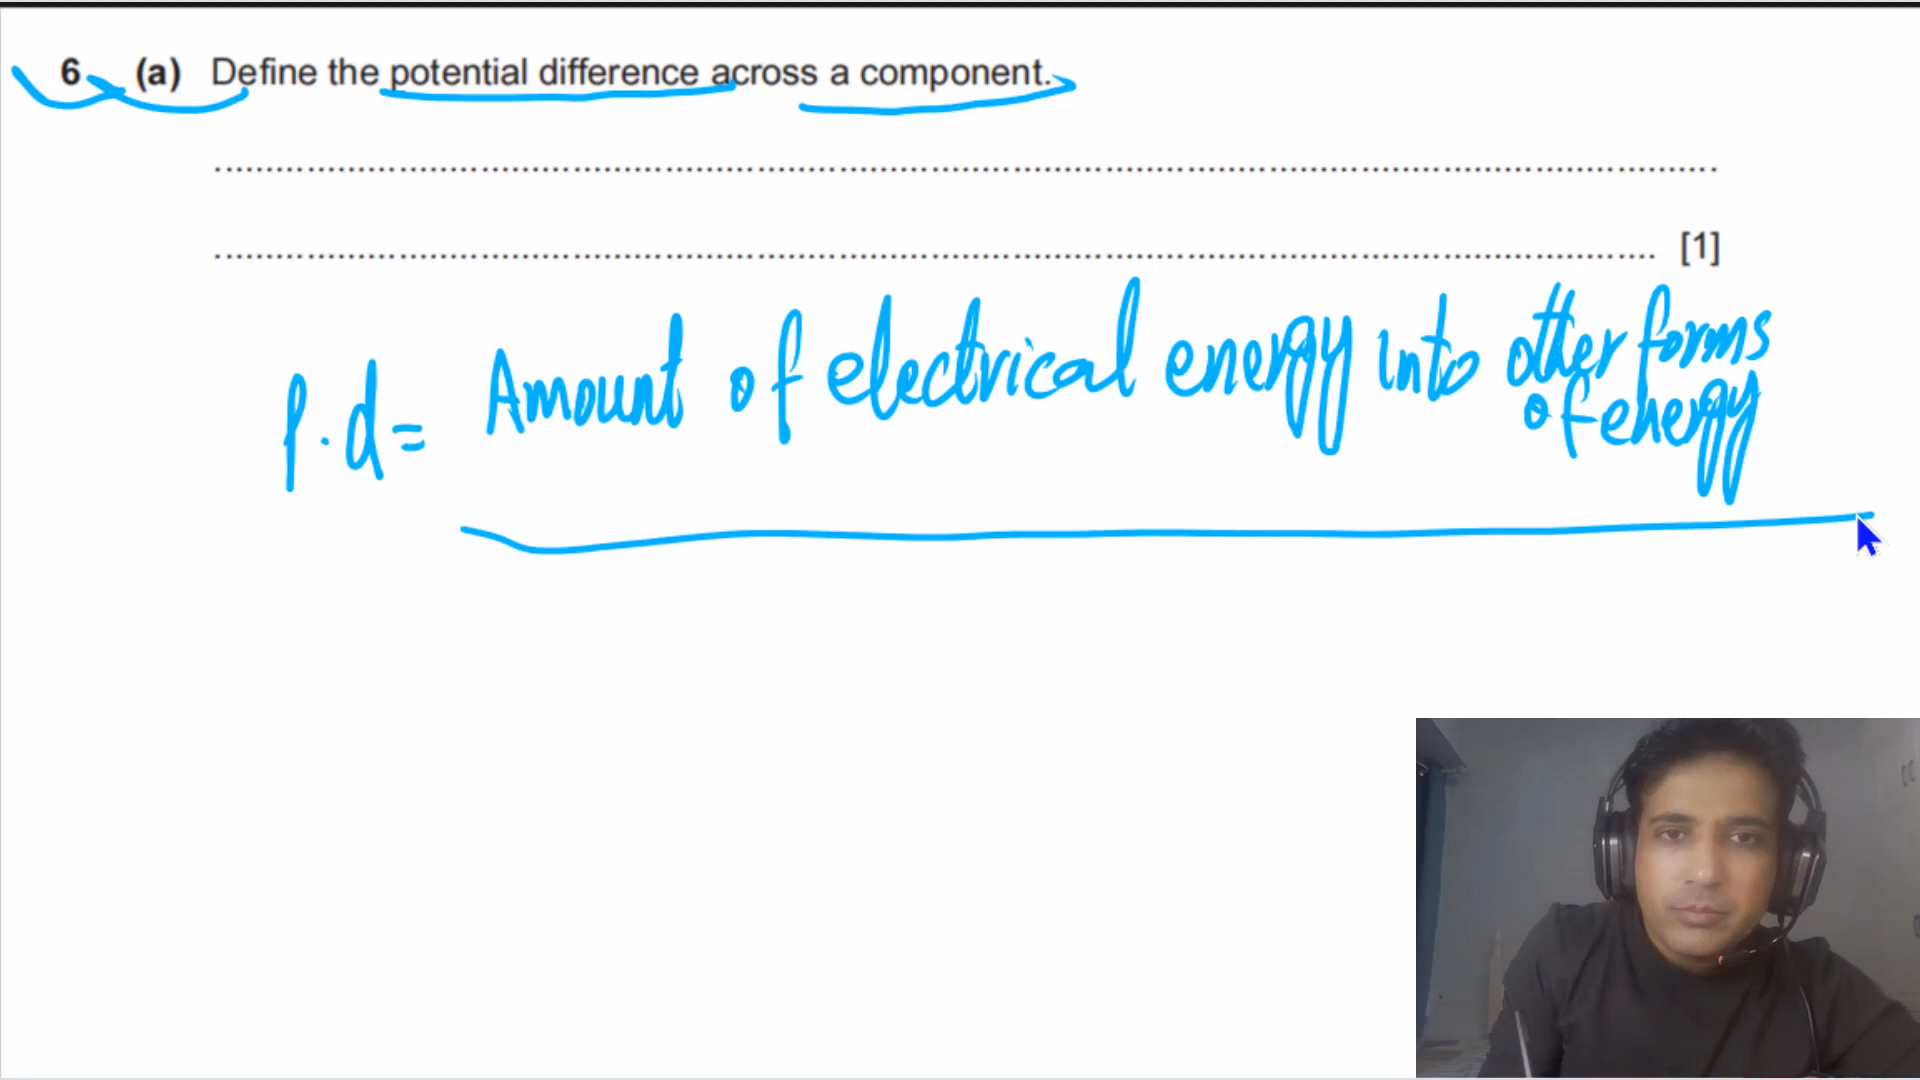 6 (a) Define the potential difference across a component.
[1]
P.d = Amount of electrical energy into other forms
of energy